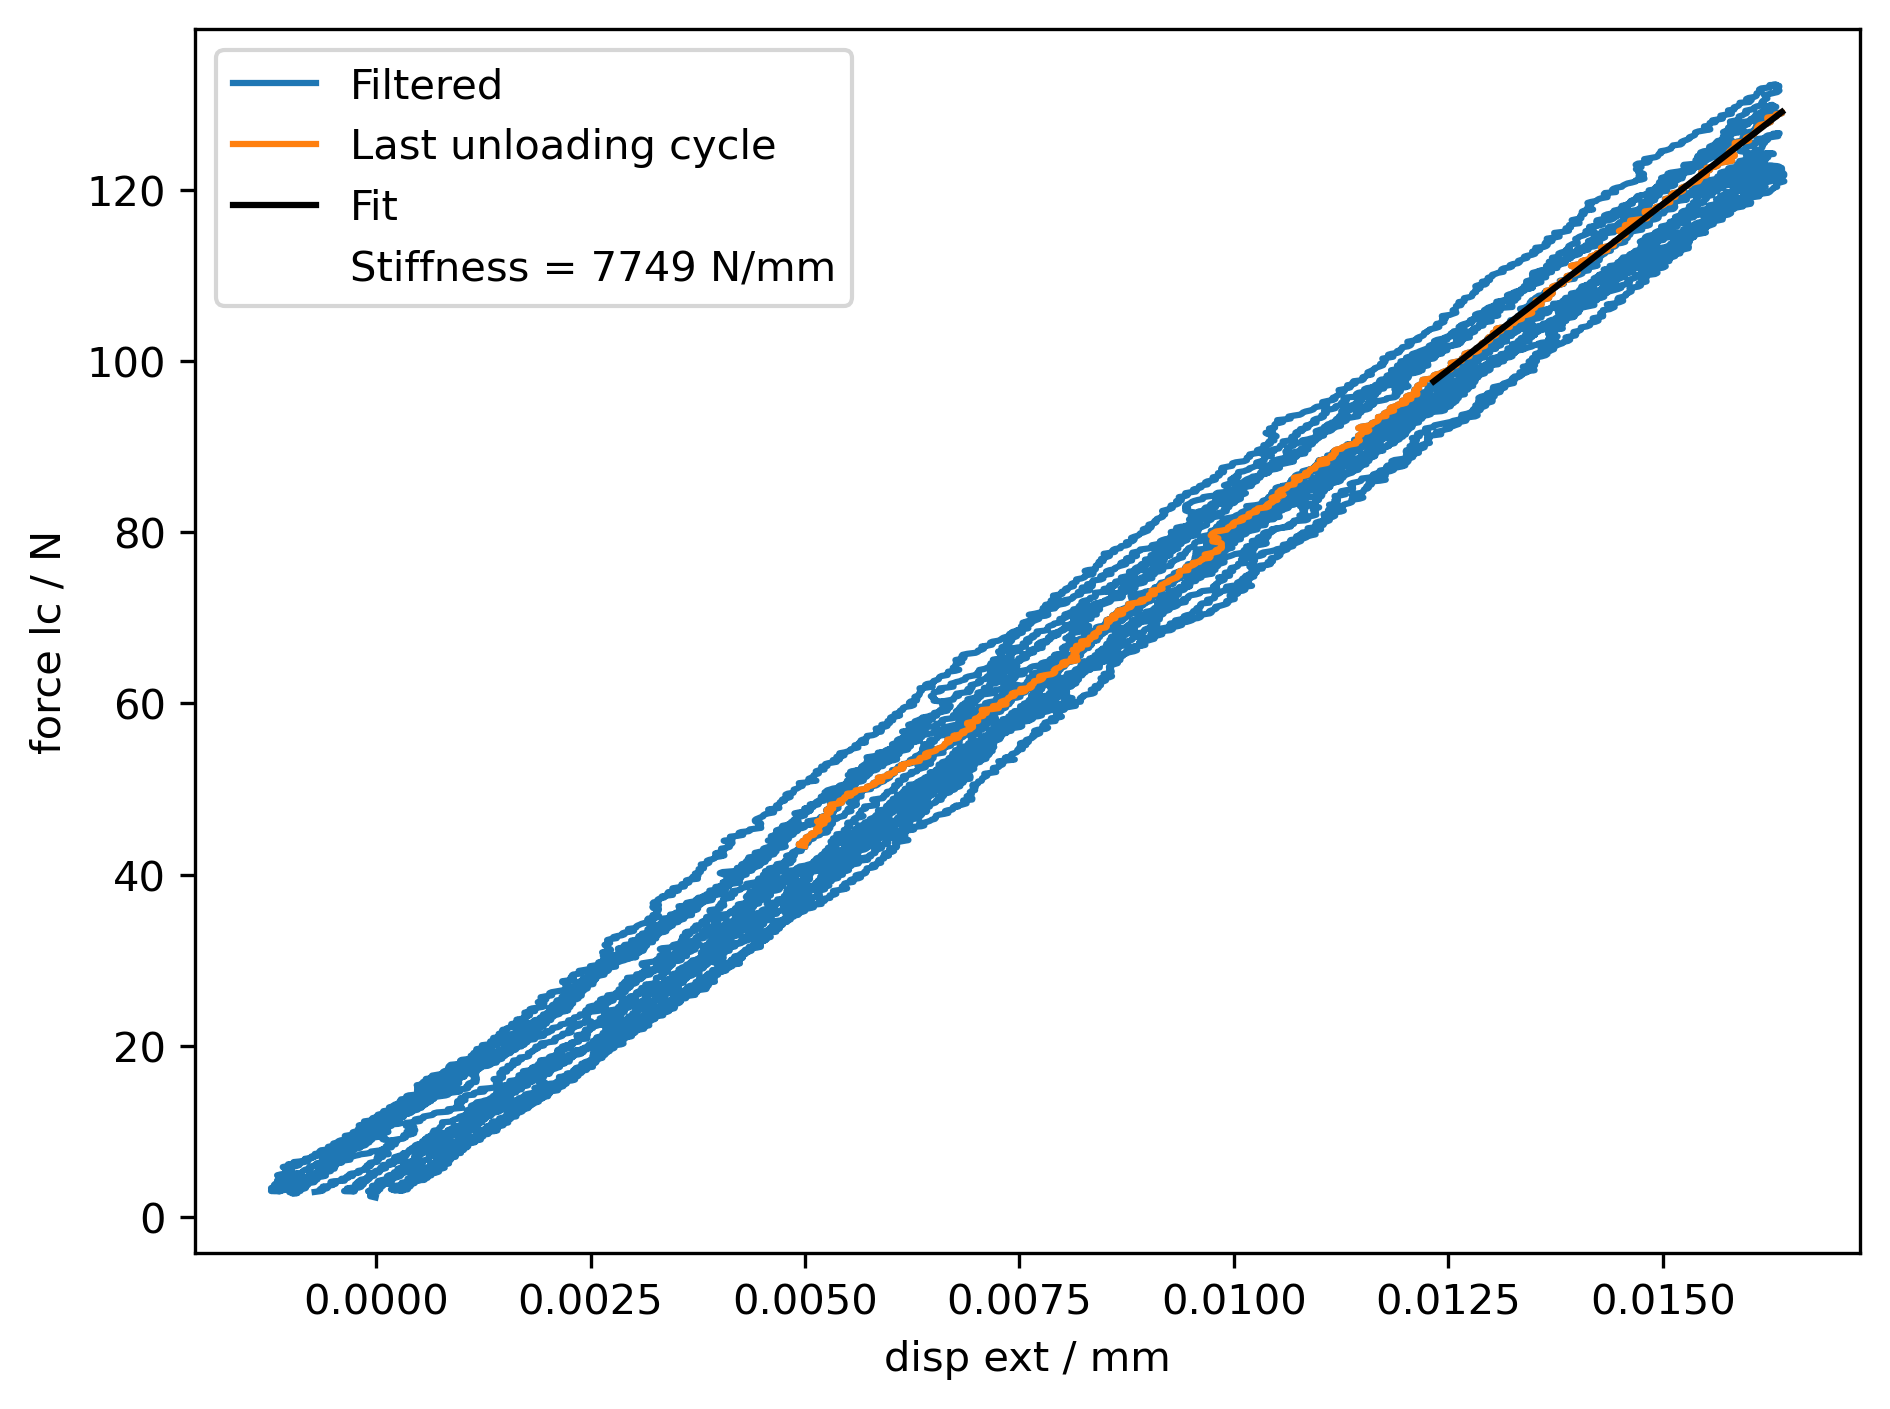 Filtered
Last unloading cycle
Fit
Stiffness = 7749 N/mm
120
100
80
60
40
20
0
force lc / N
0.0000 0.0025 0.0050 0.0075 0.0100 0.0125 0.0150
disp ext / mm